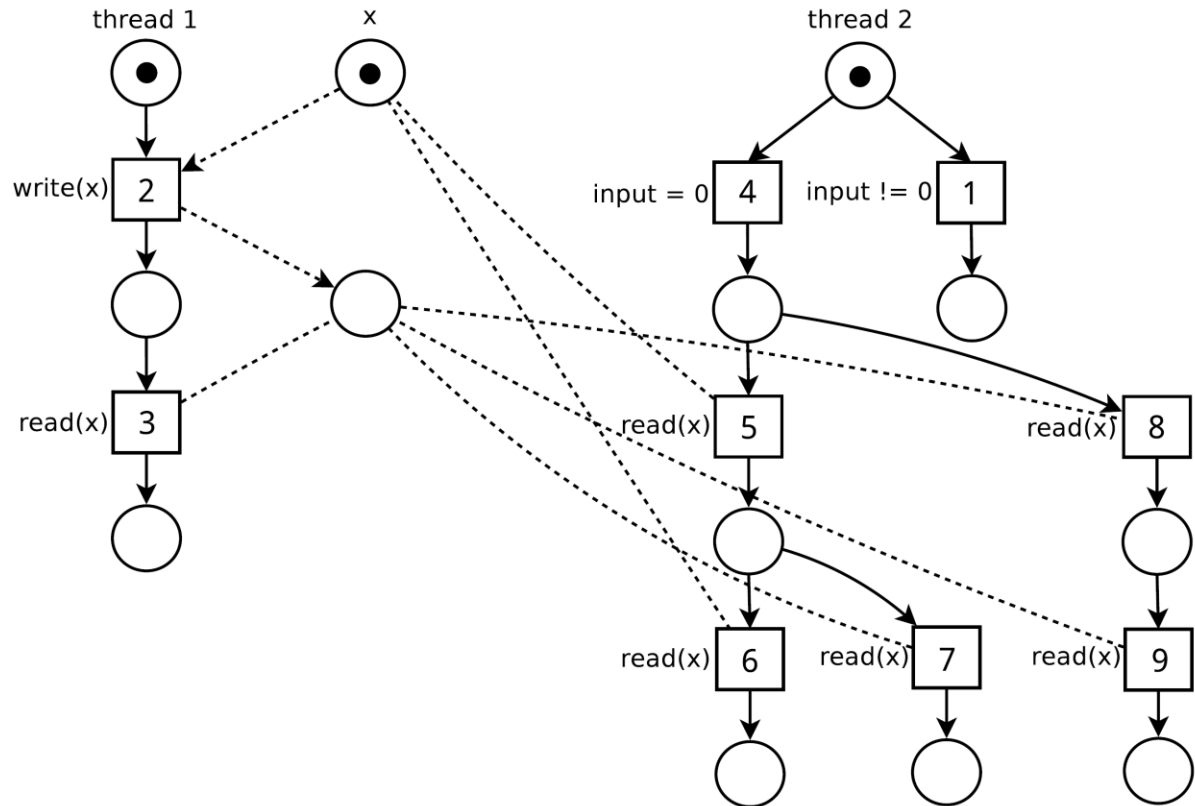 thread 1
x
thread 2
write(x)
2
input = 0
4
input != 0
1
read(x)
3
read(x)
5
read(x)
8
read(x)
6
read(x)
7
read(x)
9